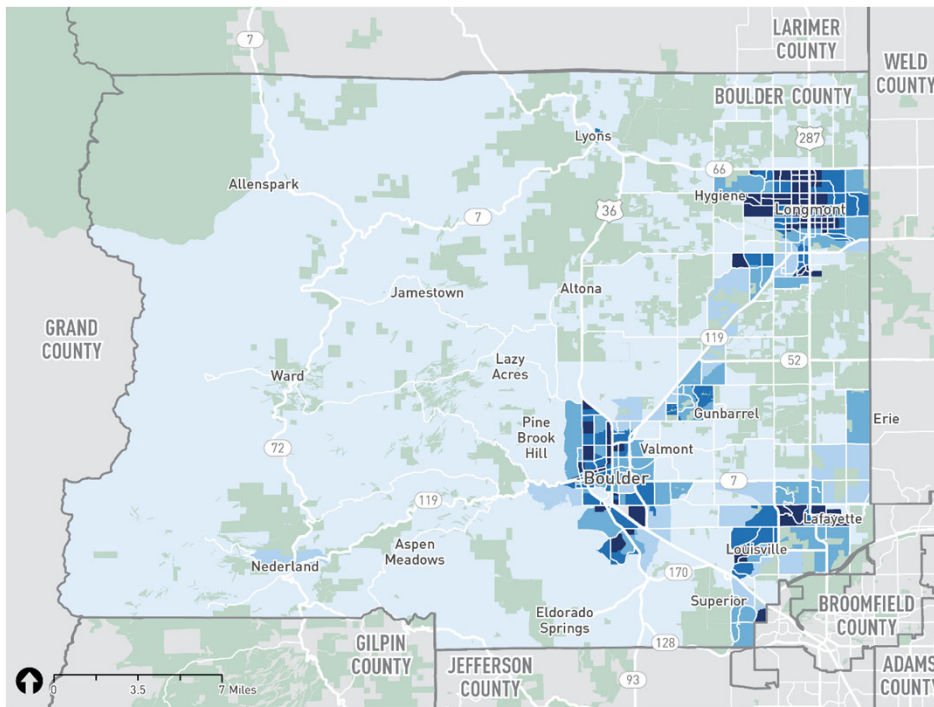 7
LARIMER
COUNTY
WELD
COUNTY
BOULDER COUNTY
Lyons
287
66
Allenspark
Hygiene
7
36
Longmont
Jamestown
Altona
GRAND
COUNTY
119
Lazy
Acres
52
Ward
Gunbarrel
Erie
Pine
Brook
Hill
72
Valmont
Boulder
7
119
Lafayette
Aspen
Meadows
Louisville
Nederland
170
Superior
Eldorado
Springs
BROOMFIELD
COUNTY
GILPIN
COUNTY
128
JEFFERSON
COUNTY
ADAMS
COUNTY
93
0 3.5 7 Miles